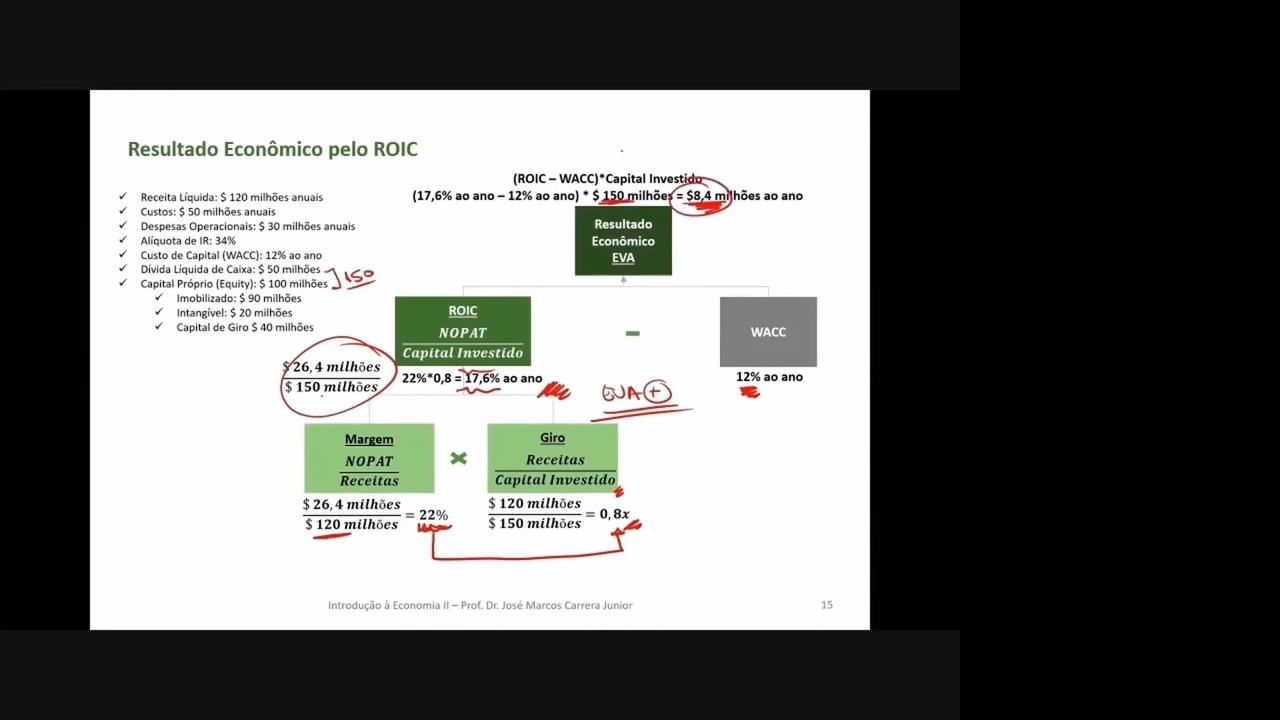 Resultado Econômico pelo ROIC
(ROIC – WACC)*Capital Investido
(17,6% ao ano – 12% ao ano) * $ 150 milhões = $8,4 milhões ao ano
✓ Receita Líquida: $ 120 milhões anuais
✓ Custos: $ 50 milhões anuais
✓ Despesas Operacionais: $ 30 milhões anuais
✓ Alíquota de IR: 34%
✓ Custo de Capital (WACC): 12% ao ano
✓ Dívida Líquida de Caixa: $ 50 milhões
✓ Capital Próprio (Equity): $ 100 milhões
150
✓ Imobilizado: $ 90 milhões
✓ Intangível: $ 20 milhões
✓ Capital de Giro $ 40 milhões
Resultado
Econômico
EVA
ROIC
NOPAT
Capital Investido
–
WACC
$ 26,4 milhões
$ 150 milhões
22%*0,8 = 17,6% ao ano
12% ao ano
EVA +
Margem
NOPAT
Receitas
×
Giro
Receitas
Capital Investido
$ 26,4 milhões
$ 120 milhões
= 22%
$ 120 milhões
$ 150 milhões
= 0,8x
Introdução à Economia II – Prof. Dr. José Marcos Carrera Junior
15